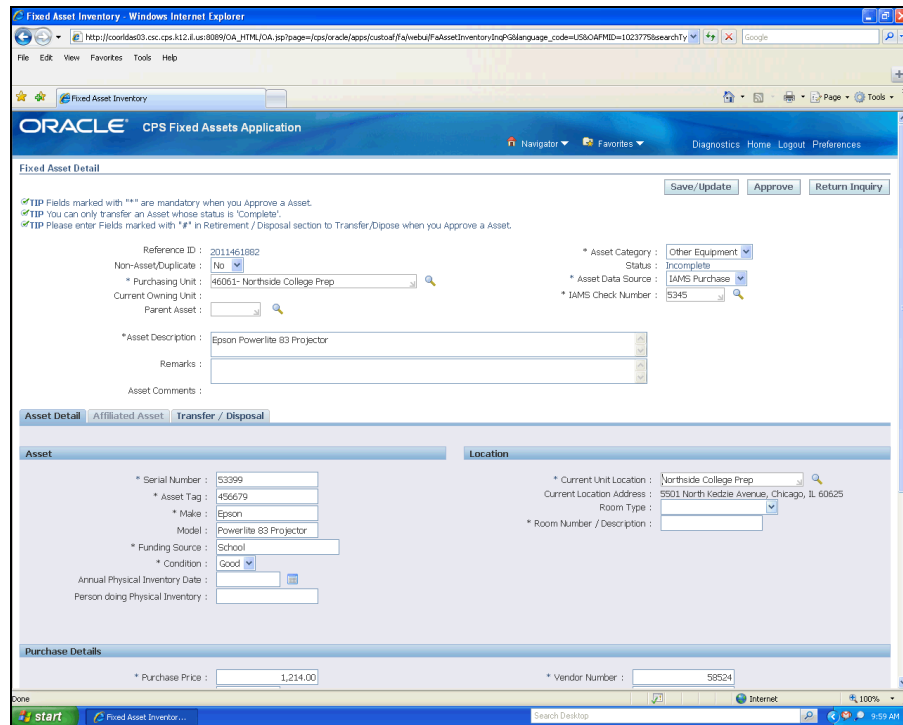 Fixed Asset Inventory - Windows Internet Explorer
http://coorldas03.csc.cps.k12.il.us:8089/OA_HTML/OA.jsp?page=/cps/oracle/apps/custoaf/fa/webui/FaAssetInventoryInqPG&language_code=US&OAFMID=1023775&searchTy
Google
File Edit View Favorites Tools Help
Fixed Asset Inventory
Page Tools
ORACLE CPS Fixed Assets Application
Navigator Favorites Diagnostics Home Logout Preferences
Fixed Asset Detail
Save/Update Approve Return Inquiry
TIP Fields marked with "*" are mandatory when you Approve a Asset.
TIP You can only transfer an Asset whose status is 'Complete'.
TIP Please enter Fields marked with "#" in Retirement / Disposal section to Transfer/Dipose when you Approve a Asset.
Reference ID : 2011461882
* Asset Category : Other Equipment
Non-Asset/Duplicate : No
Status : Incomplete
* Purchasing Unit : 46061- Northside College Prep
* Asset Data Source : IAMS Purchase
Current Owning Unit :
* IAMS Check Number : 5345
Parent Asset :
*Asset Description : Epson Powerlite 83 Projector
Remarks :
Asset Comments :
Asset Detail Affiliated Asset Transfer / Disposal
Asset
Location
* Serial Number : 53399
* Current Unit Location : Northside College Prep
* Asset Tag : 456679
Current Location Address : 5501 North Kedzie Avenue, Chicago, IL 60625
* Make : Epson
Room Type :
Model : Powerlite 83 Projector
* Room Number / Description :
* Funding Source : School
* Condition : Good
Annual Physical Inventory Date :
Person doing Physical Inventory :
Purchase Details
* Purchase Price : 1,214.00
* Vendor Number : 58524
Done
Internet
100%
start
Fixed Asset Inventor...
Search Desktop
9:59 AM